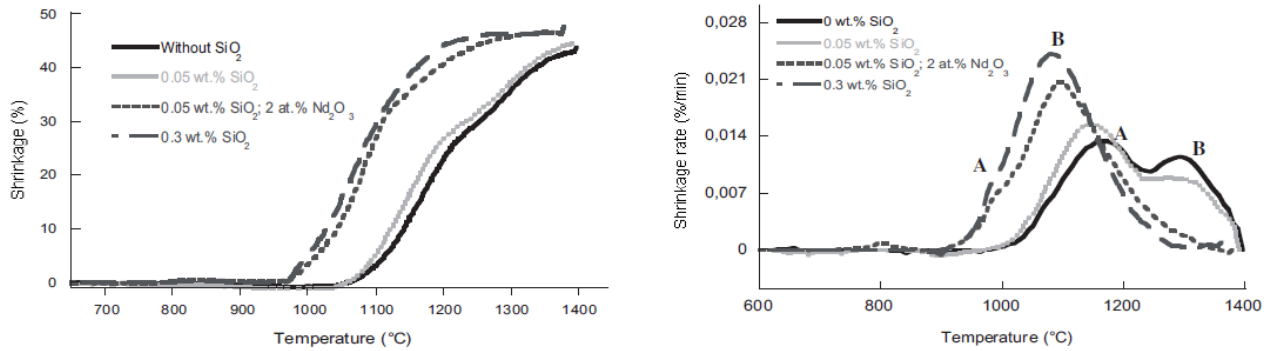 50
40
30
20
10
0
Shrinkage (%)
Without SiO₂
0.05 wt.% SiO₂
0.05 wt.% SiO₂; 2 at.% Nd₂O₃
0.3 wt.% SiO₂
700 800 900 1000 1100 1200 1300 1400
Temperature (°C)
0,028
0,021
0,014
0,007
0
Shrinkage rate (%/min)
0 wt.% SiO₂
0.05 wt.% SiO₂
0.05 wt.% SiO₂; 2 at.% Nd₂O₃
0.3 wt.% SiO₂
B
A
A
B
600 800 1000 1200 1400
Temperature (°C)